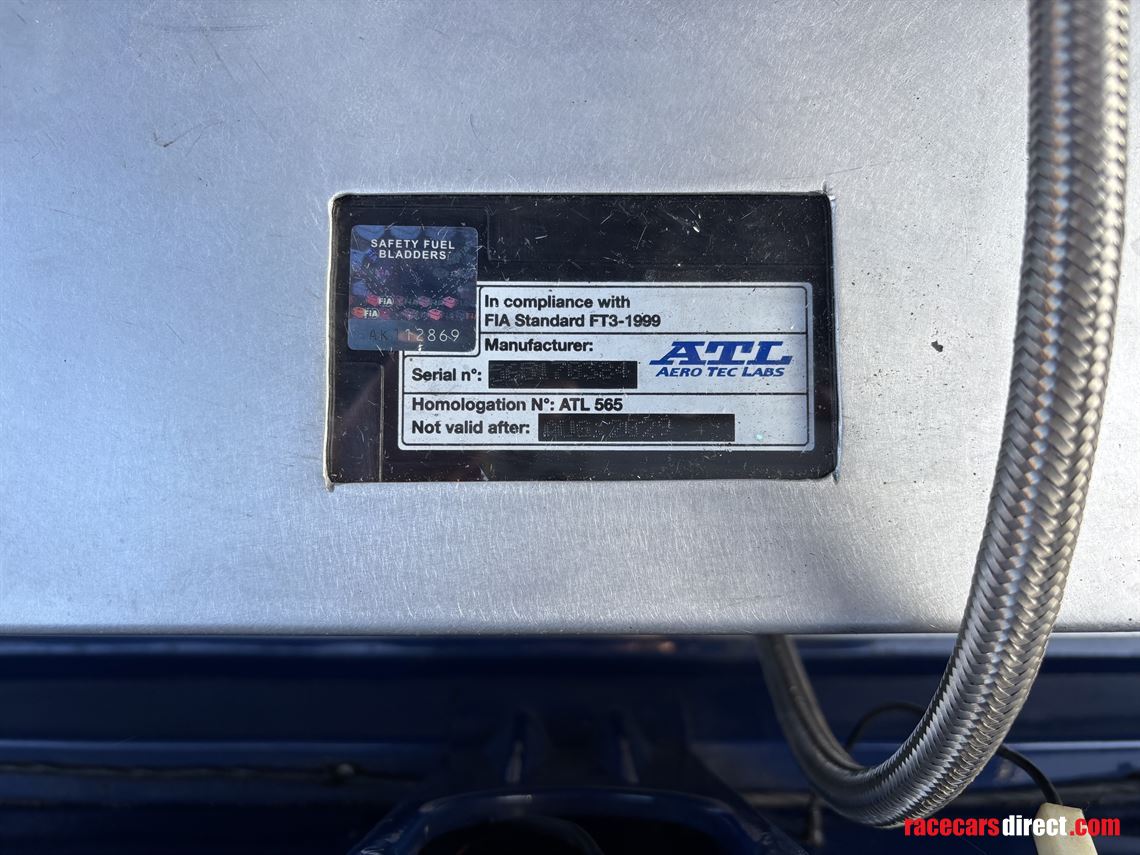 SAFETY FUEL
BLADDERS
FiA
FiA
AK112869
In compliance with
FIA Standard FT3-1999
Manufacturer:
ATL
AERO TEC LABS
Serial n°:
Homologation N°: ATL 565
Not valid after:
racecarsdirect.com